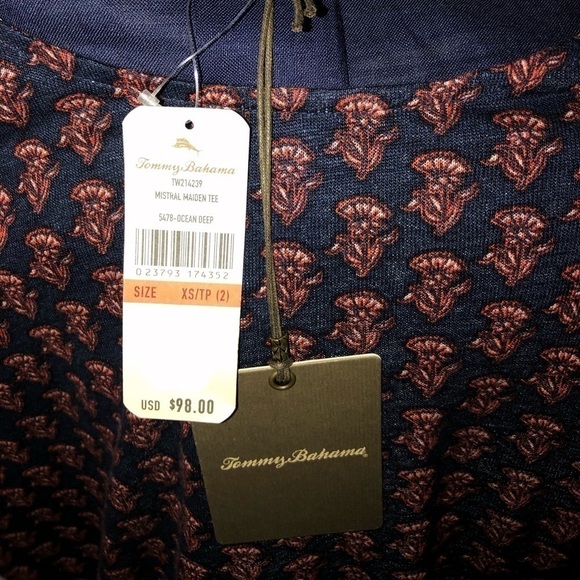 Tommy Bahama
TW214239
MISTRAL MAIDEN TEE
5478-OCEAN DEEP
023793 174352
SIZE XS/TP (2)
USD $98.00
Tommy Bahama